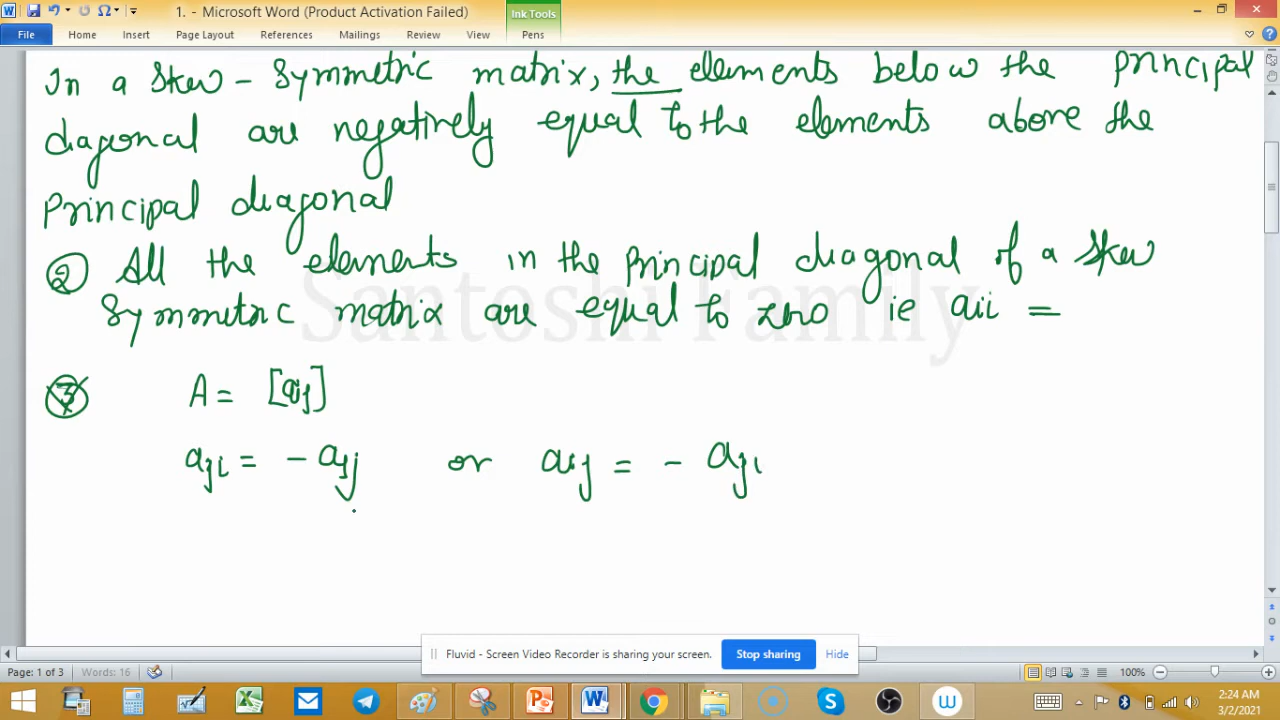 1. - Microsoft Word (Product Activation Failed)
Ink Tools
File Home Insert Page Layout References Mailings Review View Pens
In a Skew - Symmetric matrix, the elements below the principal
diagonal are negatively equal to the elements above the
Principal diagonal
② All the elements in the principal diagonal of a Skew
Symmetric matrix are equal to zero ie aii =
Santoshi Family
③ A = [aij]
aji = - aij or aij = - aji
Fluvid - Screen Video Recorder is sharing your screen. Stop sharing Hide
Page: 1 of 3 Words: 16 100%
2:24 AM
3/2/2021